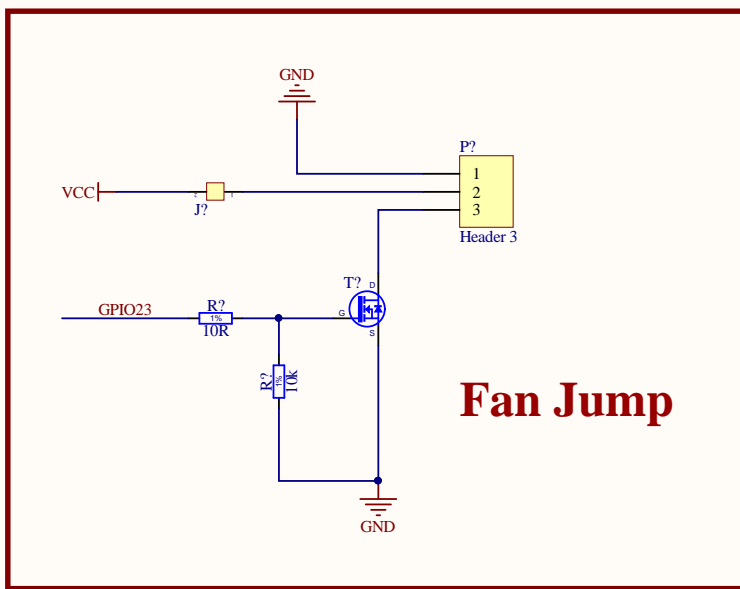 GND
P?
1
VCC
2
J?
3
Header 3
T?
D
G
S
GPIO23
R?
1%
10R
R?
1%
10k
Fan Jump
GND